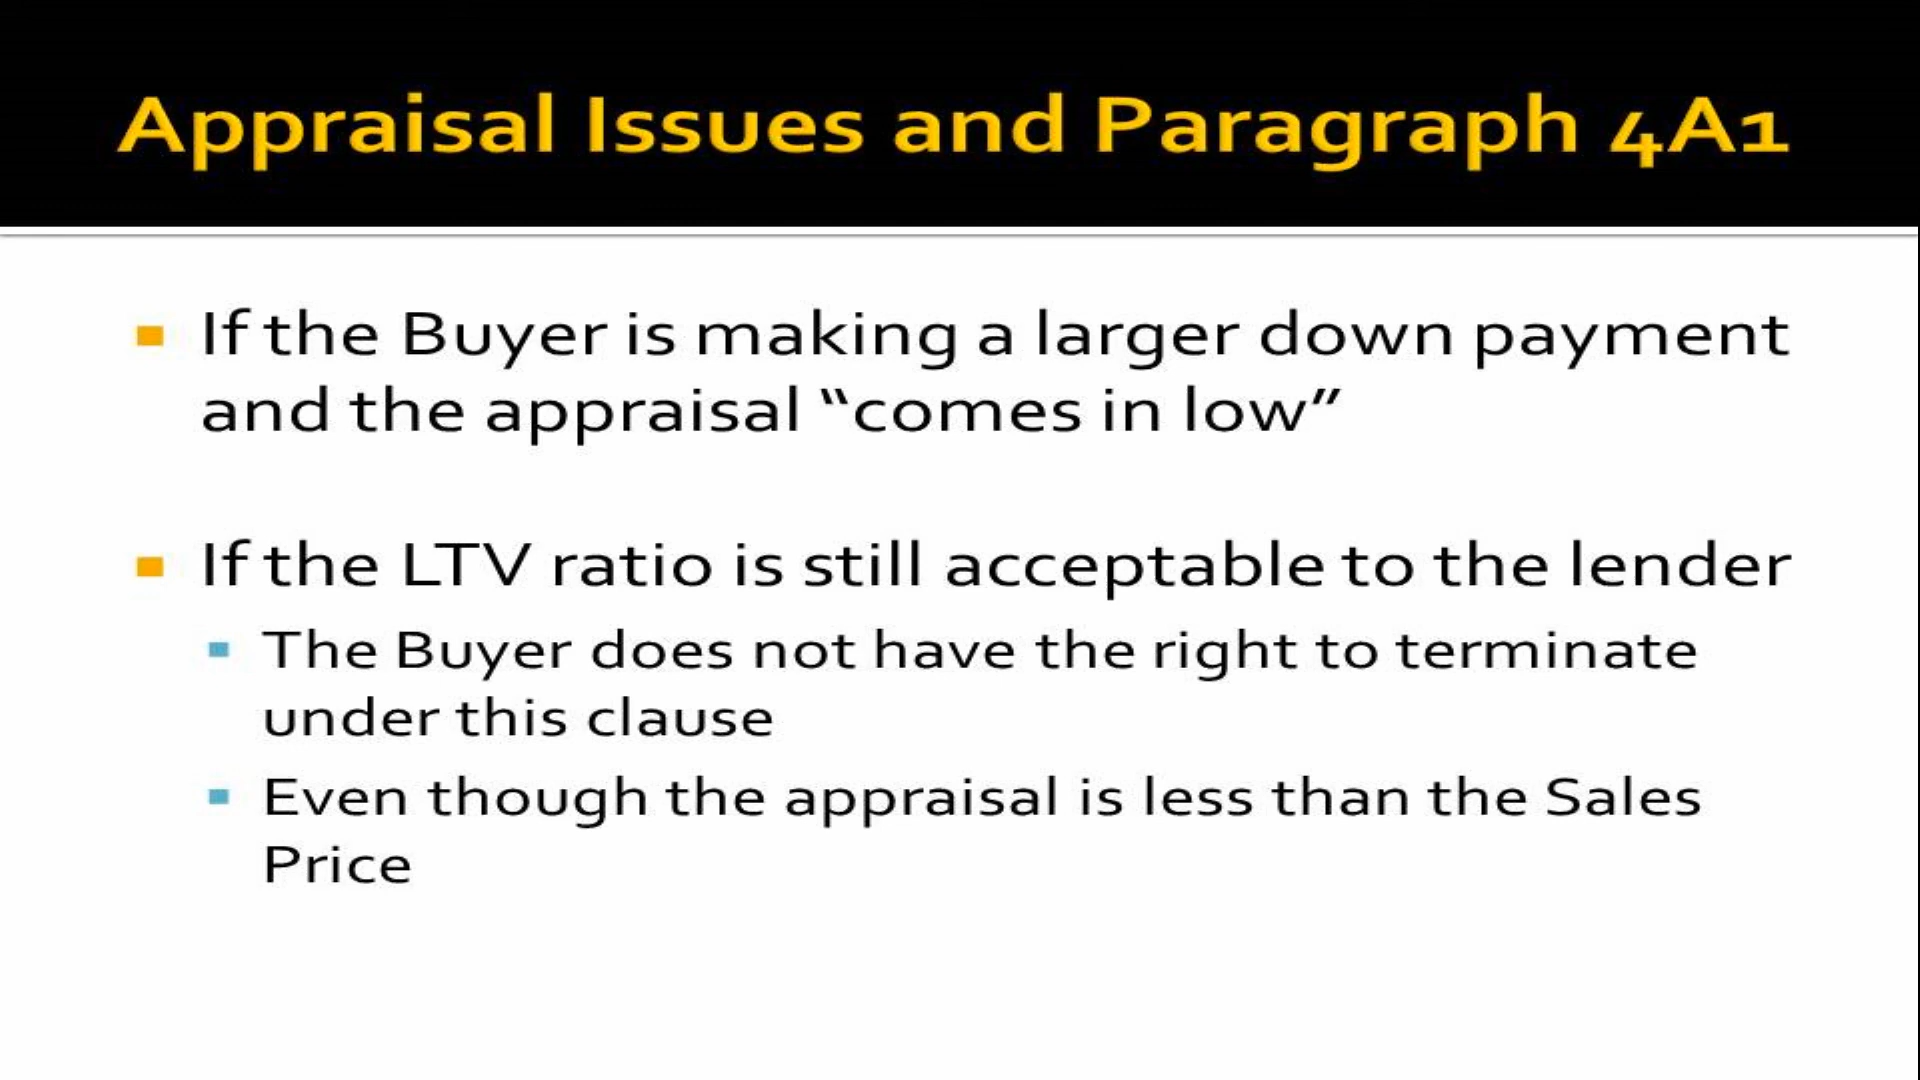 Appraisal Issues and Paragraph 4A1
If the Buyer is making a larger down payment
and the appraisal “comes in low”
If the LTV ratio is still acceptable to the lender
The Buyer does not have the right to terminate
under this clause
Even though the appraisal is less than the Sales
Price